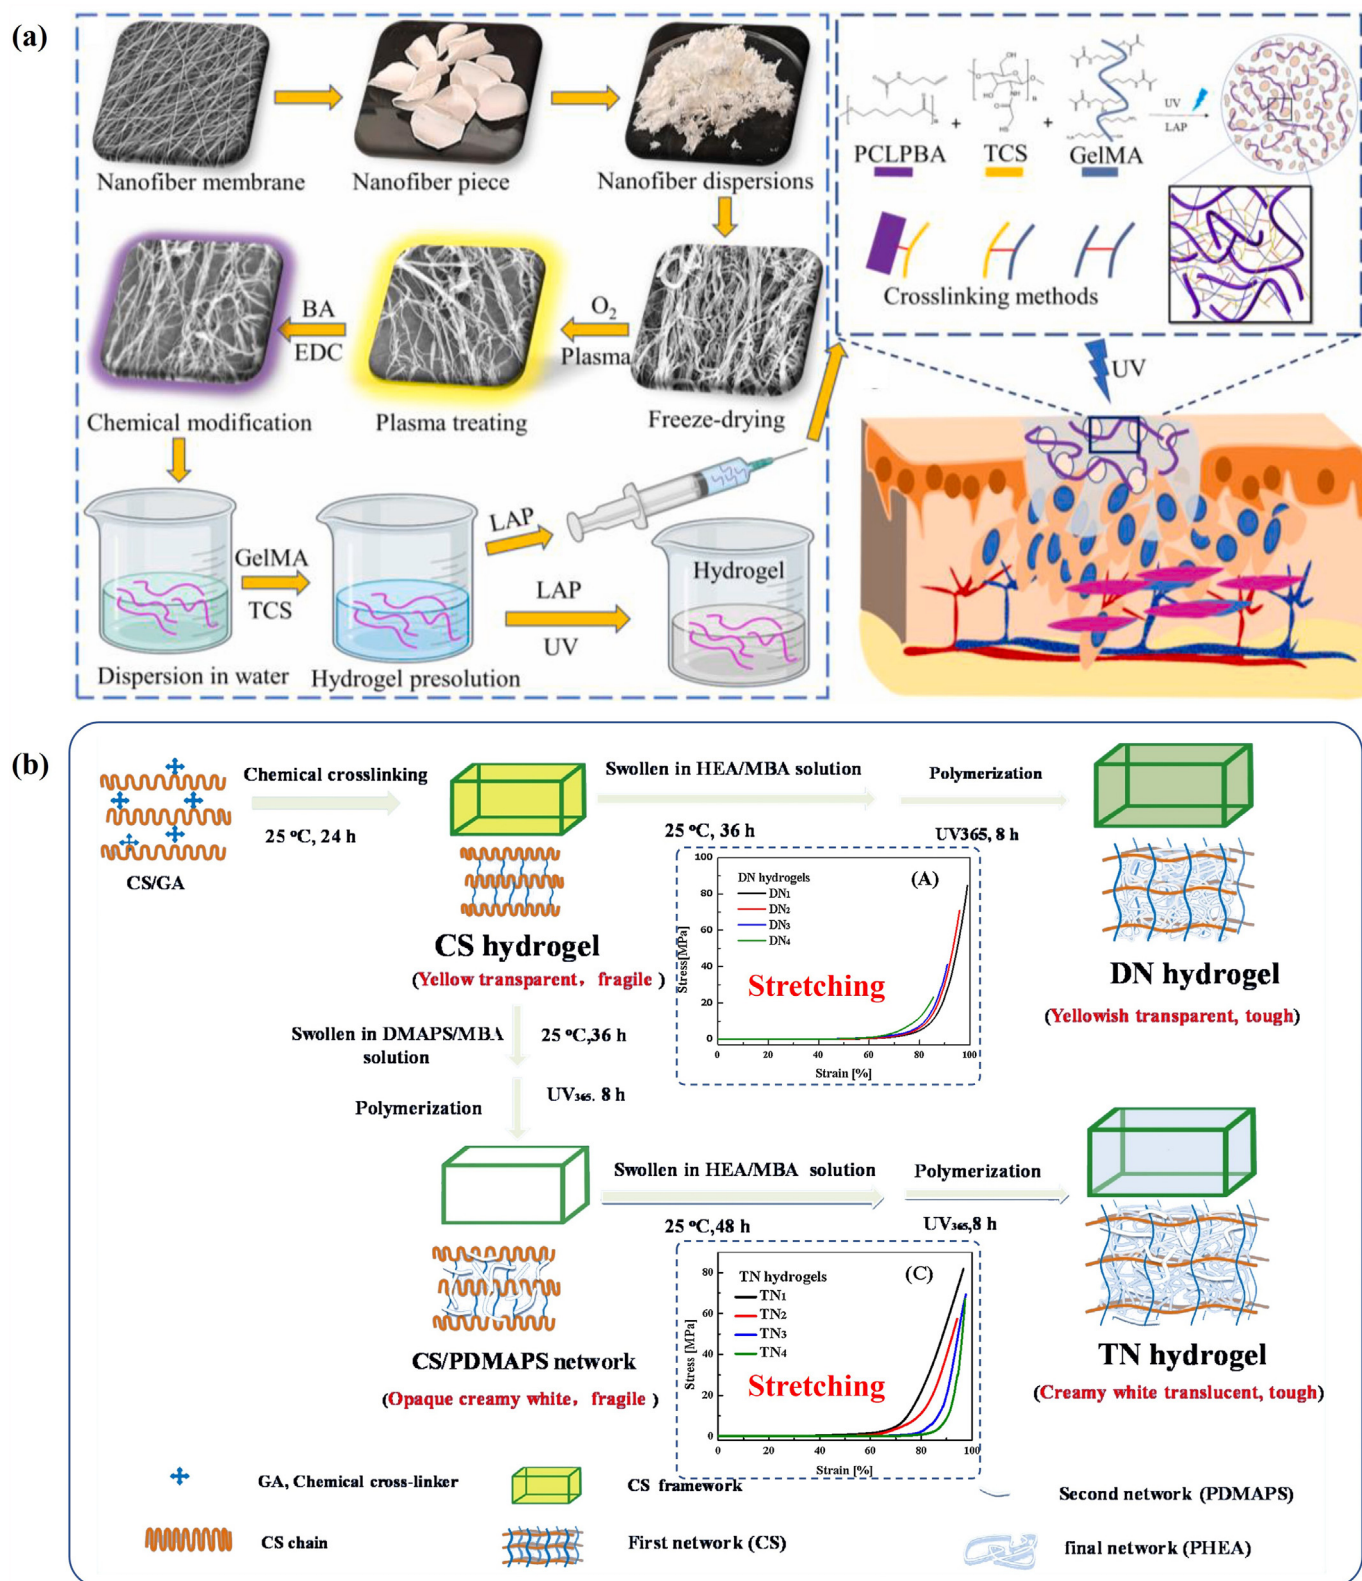 (a)
Nanofiber membrane
Nanofiber piece
Nanofiber dispersions
BA
EDC
O₂
Plasma
Chemical modification
Plasma treating
Freeze-drying
GelMA
TCS
LAP
LAP
UV
Hydrogel
Dispersion in water
Hydrogel presolution
UV
LAP
PCLPBA
+
TCS
+
GelMA
Crosslinking methods
UV
(b)
CS/GA
Chemical crosslinking
25 °C, 24 h
CS hydrogel
(Yellow transparent, fragile)
Swollen in HEA/MBA solution
25 °C, 36 h
Polymerization
UV365, 8 h
DN hydrogel
(Yellowish transparent, tough)
(A)
DN hydrogels
DN1
DN2
DN3
DN4
Stretching
Stress[MPa]
100
80
60
40
20
0
0 20 40 60 80 100
Strain [%]
Swollen in DMAPS/MBA
solution
25 °C,36 h
Polymerization
UV₃₆₅. 8 h
CS/PDMAPS network
(Opaque creamy white, fragile )
Swollen in HEA/MBA solution
25 °C,48 h
Polymerization
UV₃₆₅,8 h
TN hydrogel
(Creamy white translucent, tough)
(C)
TN hydrogels
TN1
TN2
TN3
TN4
Stretching
Stress [MPa]
80
60
40
20
0
0 20 40 60 80 100
Strain [%]
GA, Chemical cross-linker
CS framework
Second network (PDMAPS)
CS chain
First network (CS)
final network (PHEA)